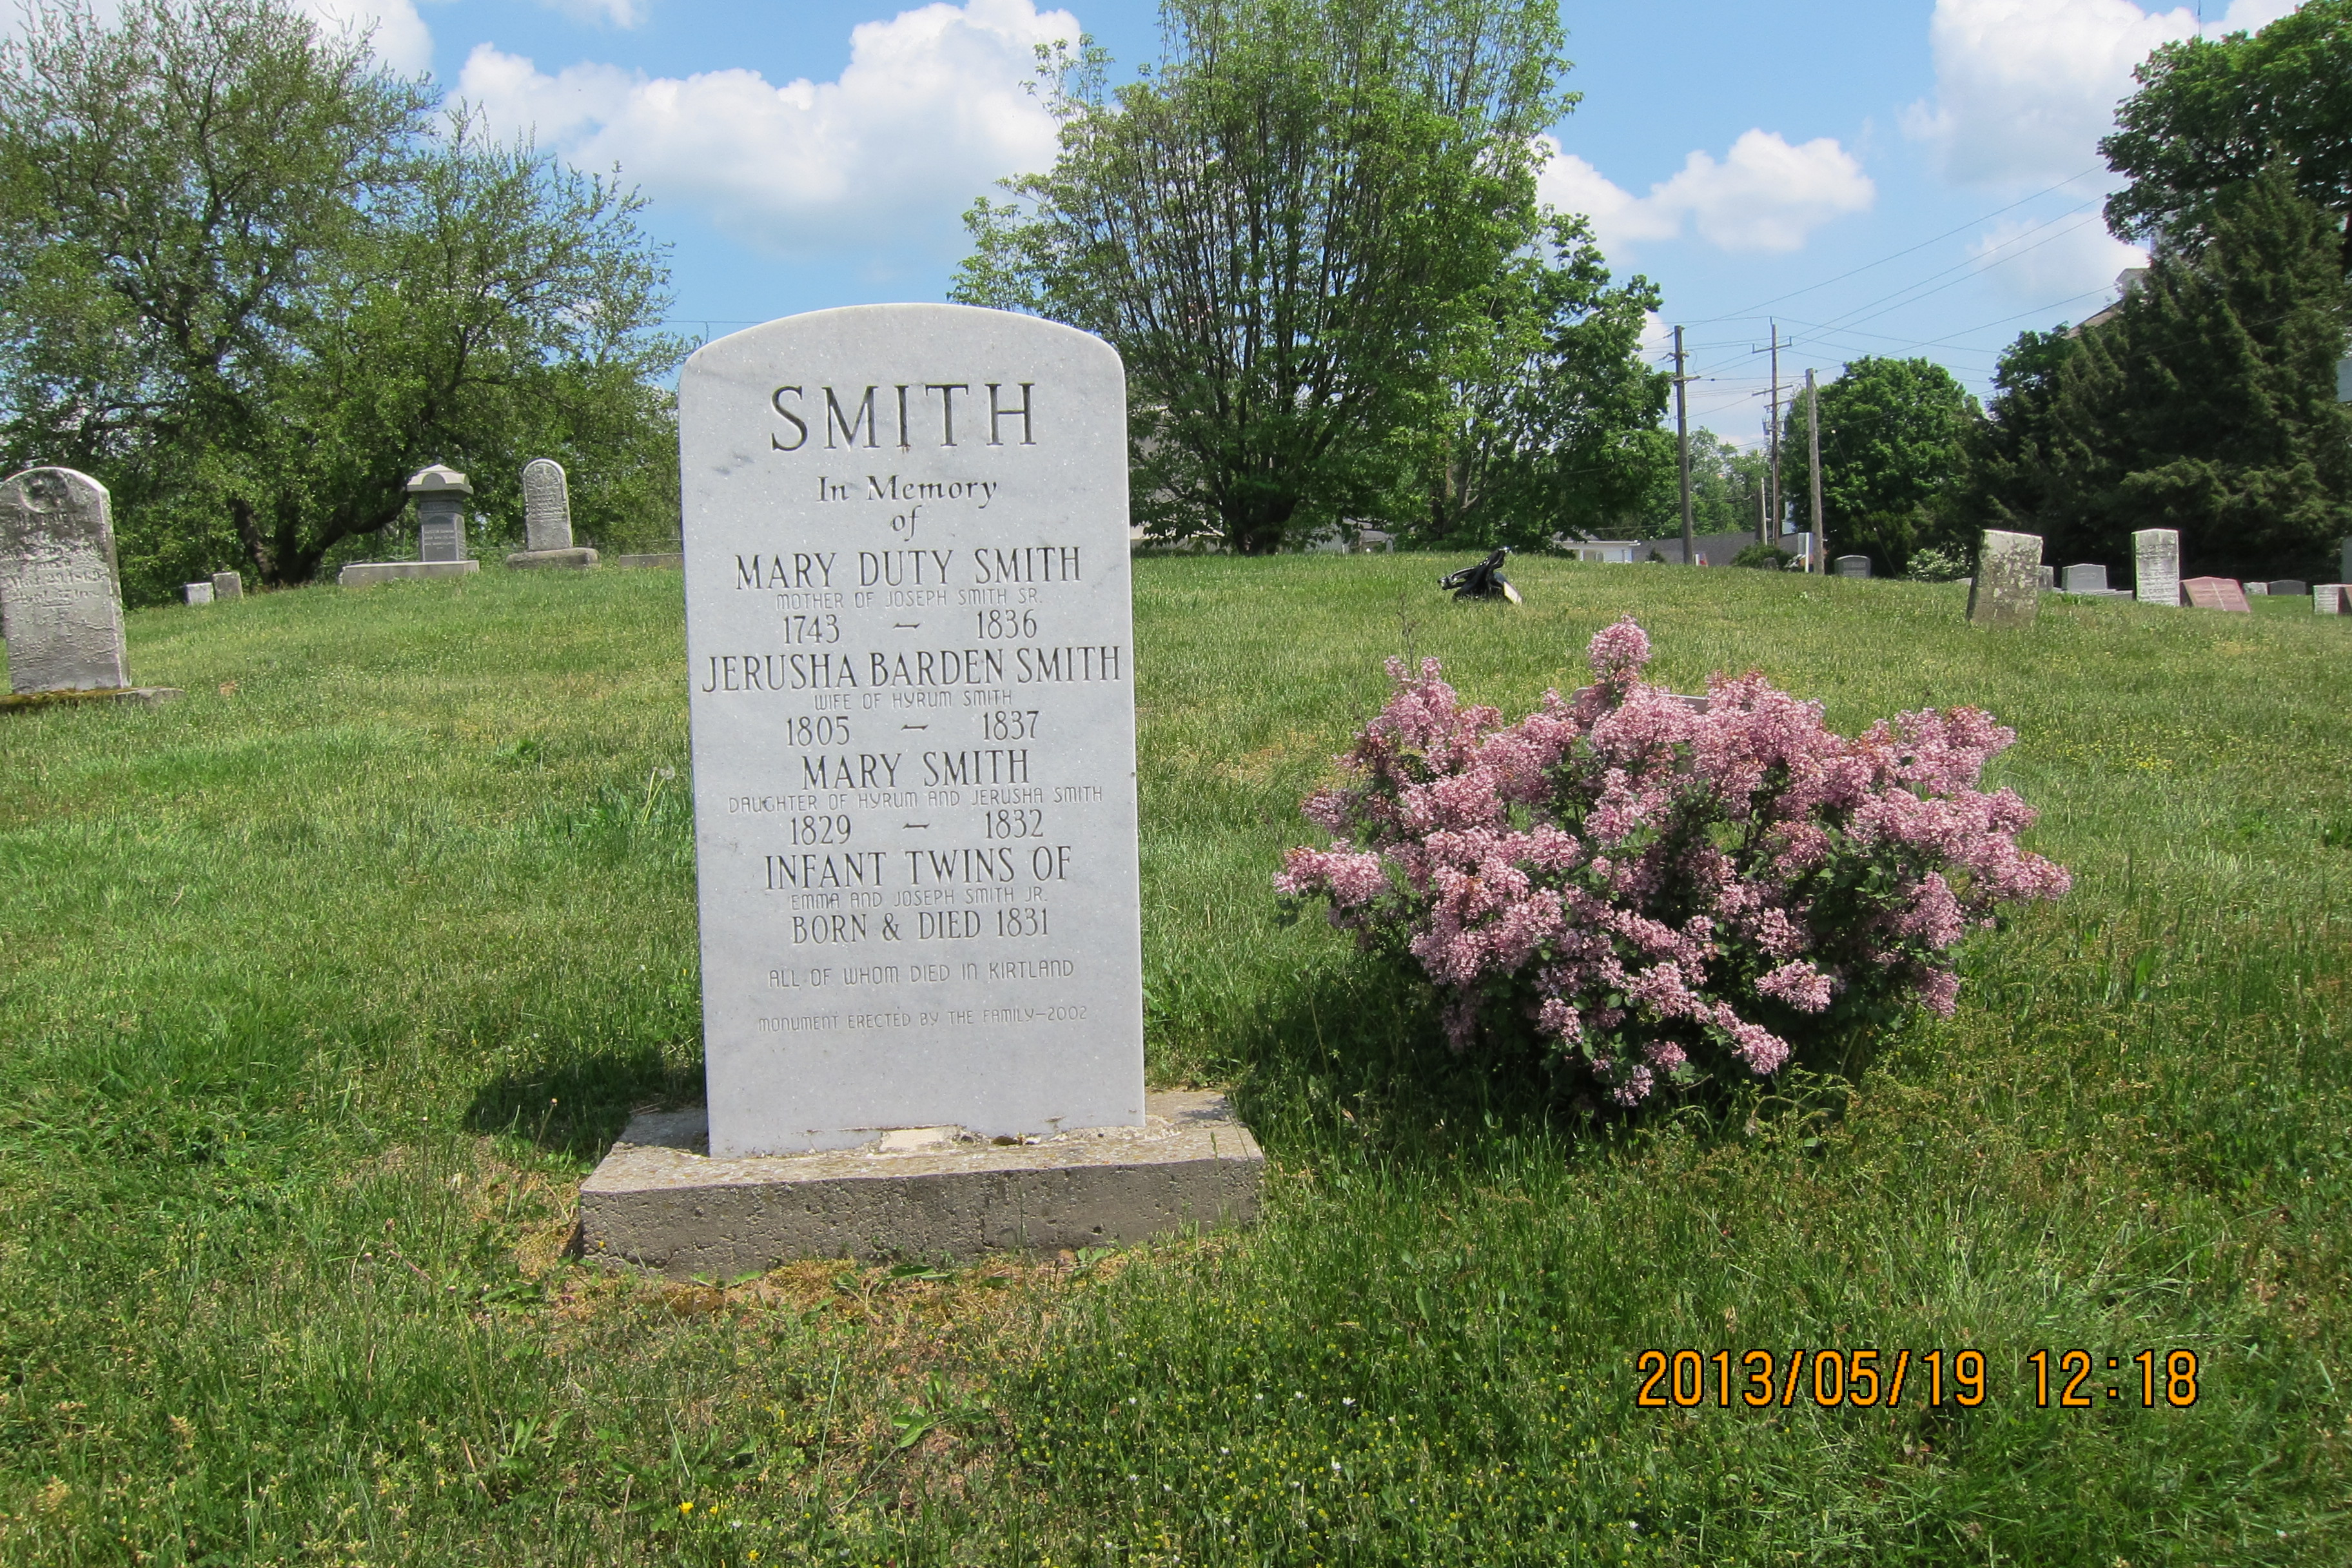 SMITH
In Memory
of
MARY DUTY SMITH
MOTHER OF JOSEPH SMITH SR.
1743 – 1836
JERUSHA BARDEN SMITH
WIFE OF HYRUM SMITH
1805 – 1837
MARY SMITH
DAUGHTER OF HYRUM AND JERUSHA SMITH
1829 – 1832
INFANT TWINS OF
EMMA AND JOSEPH SMITH JR.
BORN & DIED 1831
ALL OF WHOM DIED IN KIRTLAND
MONUMENT ERECTED BY THE FAMILY–2002
2013/05/19 12:18